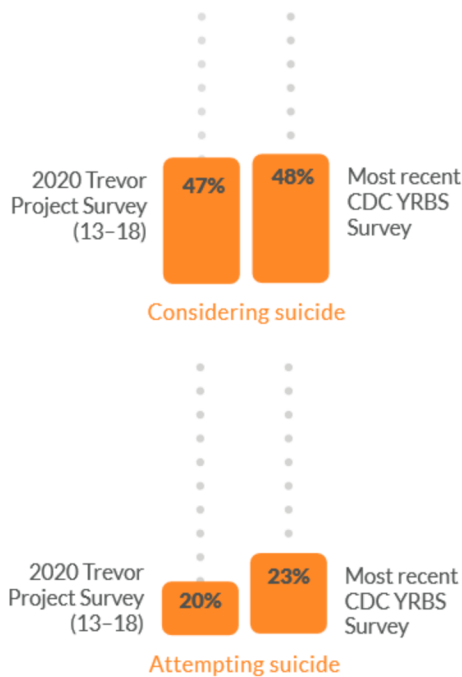 2020 Trevor
Project Survey
(13–18)
47%
48%
Most recent
CDC YRBS
Survey
Considering suicide
2020 Trevor
Project Survey
(13–18)
20%
23%
Most recent
CDC YRBS
Survey
Attempting suicide